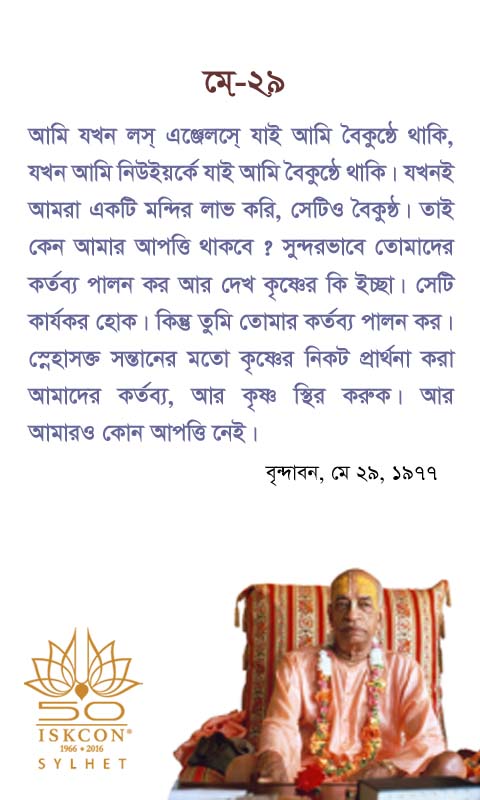 মে-২৯
আমি যখন লস্ এঞ্জেলসে্ যাই আমি বৈকুণ্ঠে থাকি,
যখন আমি নিউইয়র্কে যাই আমি বৈকুণ্ঠে থাকি। যখনই
আমরা একটি মন্দির লাভ করি, সেটিও বৈকুণ্ঠ। তাই
কেন আমার আপত্তি থাকবে ? সুন্দরভাবে তোমাদের
কর্তব্য পালন কর আর দেখ কৃষ্ণের কি ইচ্ছা। সেটি
কার্যকর হোক। কিন্তু তুমি তোমার কর্তব্য পালন কর।
স্নেহাসক্ত সন্তানের মতো কৃষ্ণের নিকট প্রার্থনা করা
আমাদের কর্তব্য, আর কৃষ্ণ স্থির করুক। আর
আমারও কোন আপত্তি নেই।
বৃন্দাবন, মে ২৯, ১৯৭৭
50
ISKCON®
1966 • 2016
SYLHET